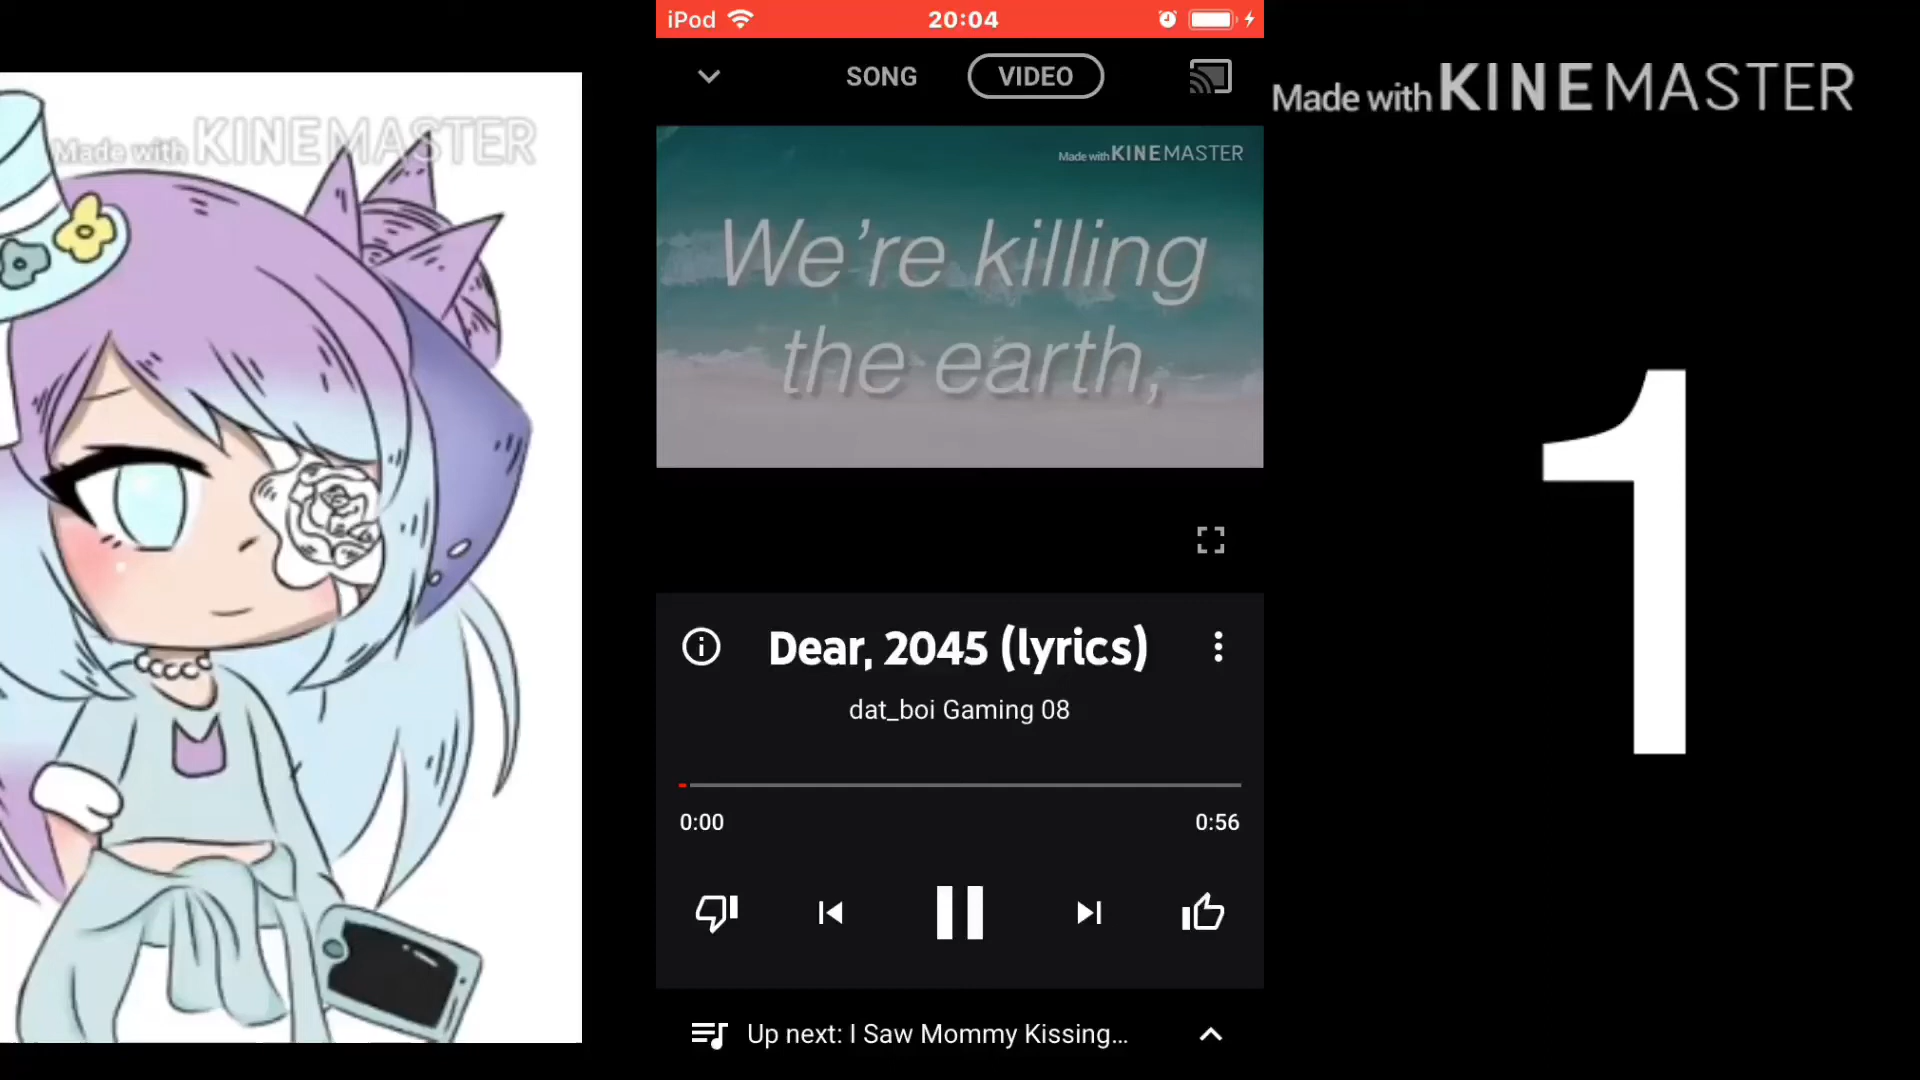 iPod
20:04
SONG
VIDEO
Made with KINEMASTER
Made with KINEMASTER
Made with KINEMASTER
We're killing
the earth,
1
Dear, 2045 (lyrics)
dat_boi Gaming 08
0:00
0:56
Up next: I Saw Mommy Kissing...